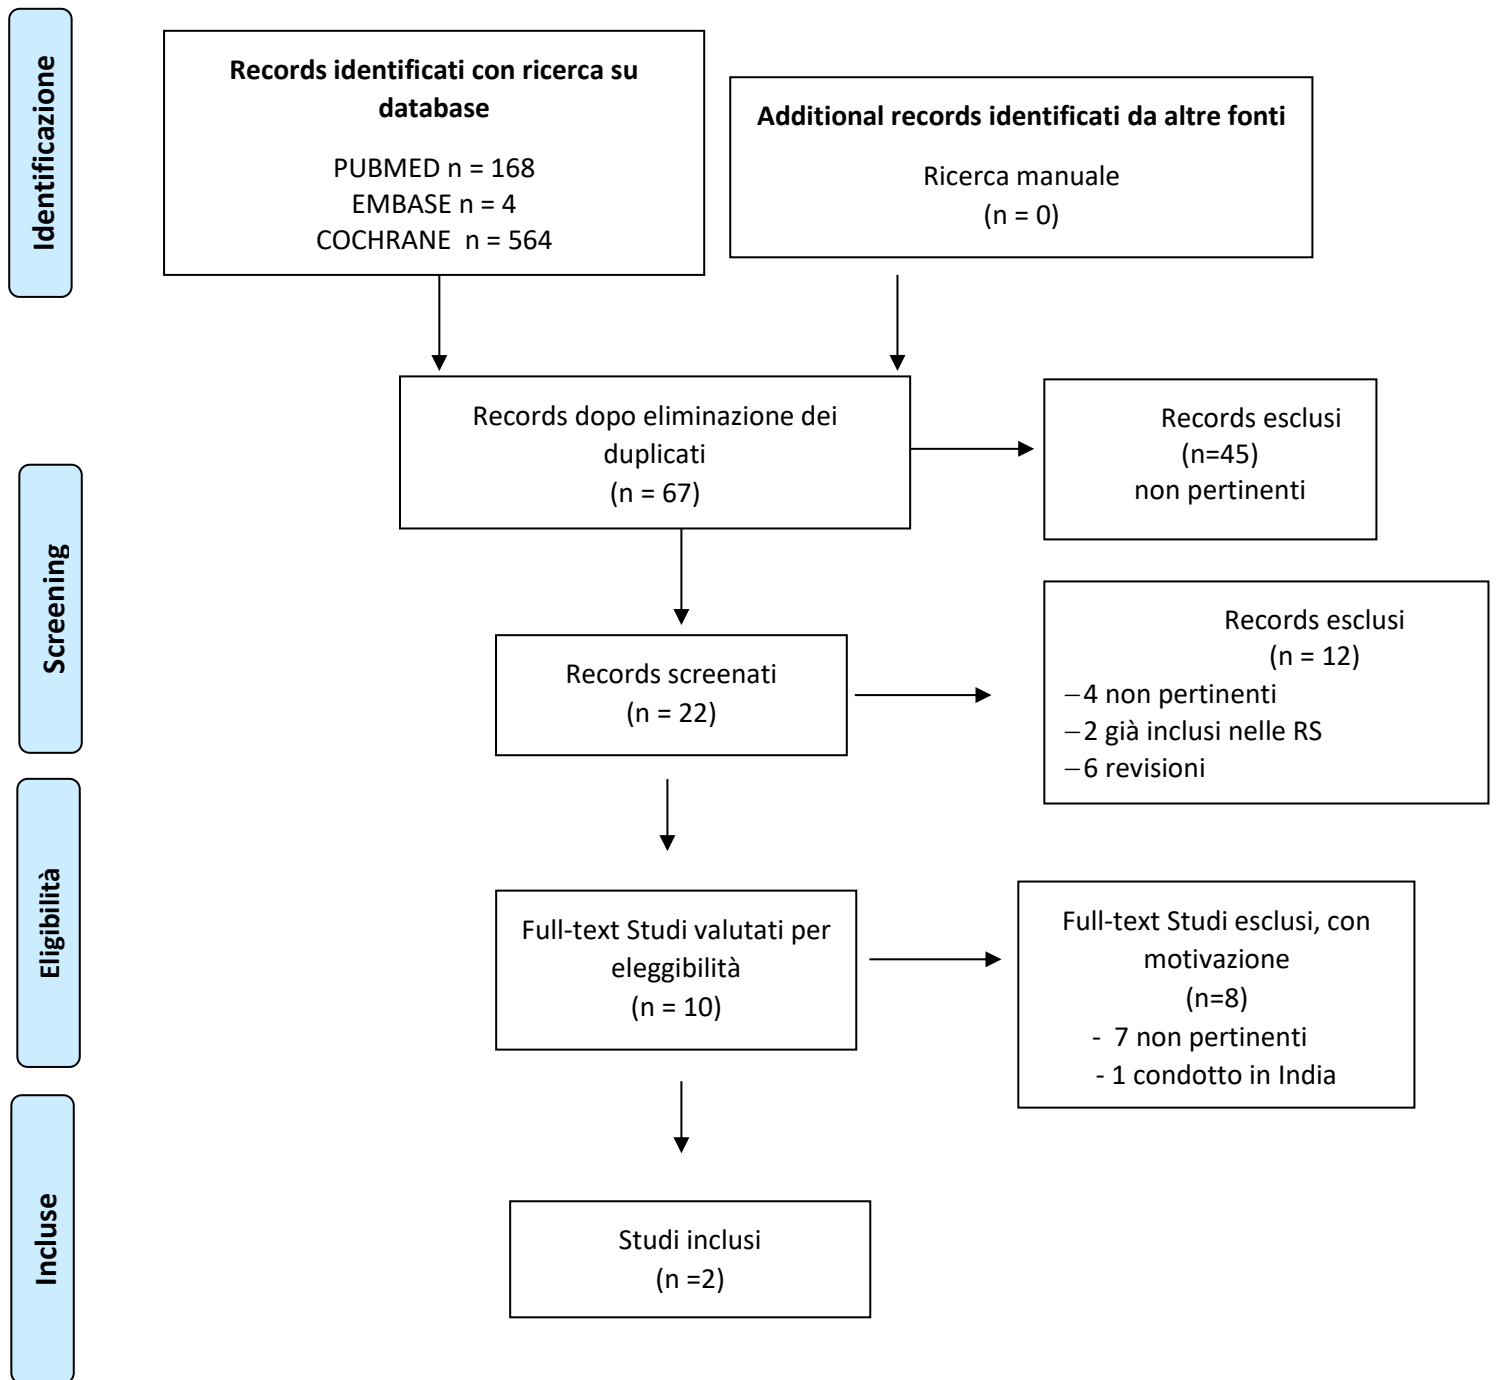 Identificazione
Records identificati con ricerca su
database
PUBMED n = 168
EMBASE n = 4
COCHRANE  n = 564
Additional records identificati da altre fonti
Ricerca manuale
(n = 0)
Records dopo eliminazione dei
duplicati
(n = 67)
Records esclusi
(n=45)
non pertinenti
Screening
Records screenati
(n = 22)
Records esclusi
(n = 12)
−4 non pertinenti
−2 già inclusi nelle RS
−6 revisioni
Eligibilità
Full-text Studi valutati per
eleggibilità
(n = 10)
Full-text Studi esclusi, con
motivazione
(n=8)
- 7 non pertinenti
- 1 condotto in India
Incluse
Studi inclusi
(n =2)